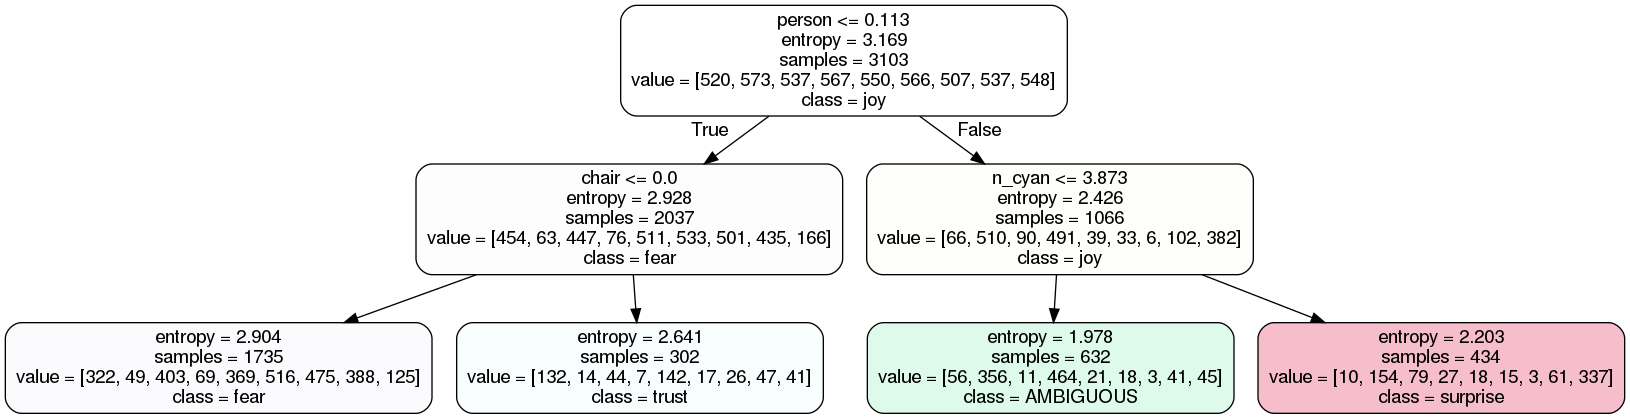 person <= 0.113
entropy = 3.169
samples = 3103
value = [520, 573, 537, 567, 550, 566, 507, 537, 548]
class = joy
True
False
chair <= 0.0
entropy = 2.928
samples = 2037
value = [454, 63, 447, 76, 511, 533, 501, 435, 166]
class = fear
n_cyan <= 3.873
entropy = 2.426
samples = 1066
value = [66, 510, 90, 491, 39, 33, 6, 102, 382]
class = joy
entropy = 2.904
samples = 1735
value = [322, 49, 403, 69, 369, 516, 475, 388, 125]
class = fear
entropy = 2.641
samples = 302
value = [132, 14, 44, 7, 142, 17, 26, 47, 41]
class = trust
entropy = 1.978
samples = 632
value = [56, 356, 11, 464, 21, 18, 3, 41, 45]
class = AMBIGUOUS
entropy = 2.203
samples = 434
value = [10, 154, 79, 27, 18, 15, 3, 61, 337]
class = surprise